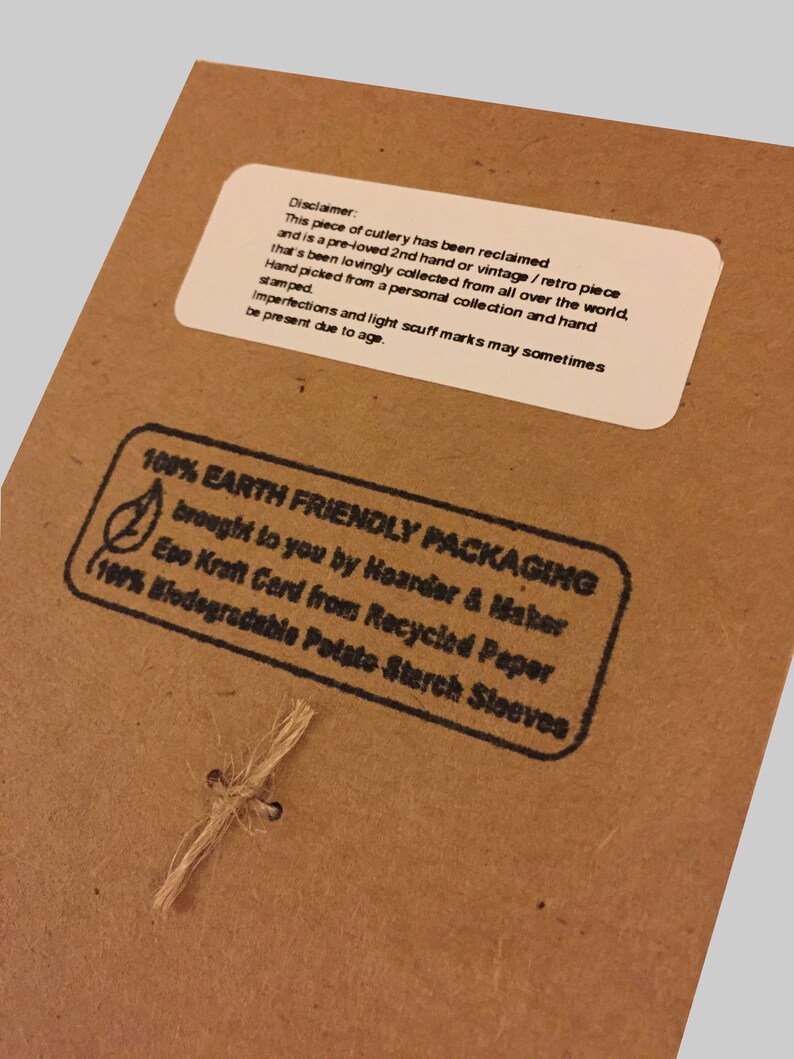 Disclaimer:
This piece of cutlery has been reclaimed
and is a pre-loved 2nd hand or vintage / retro piece
that's been lovingly collected from all over the world,
Hand picked from a personal collection and hand
stamped.
Imperfections and light scuff marks may sometimes
be present due to age.
100% EARTH FRIENDLY PACKAGING
brought to you by Hoarder & Maker
Eco Kraft Card from Recycled Paper
100% Biodegradable Potato Starch Sleeves